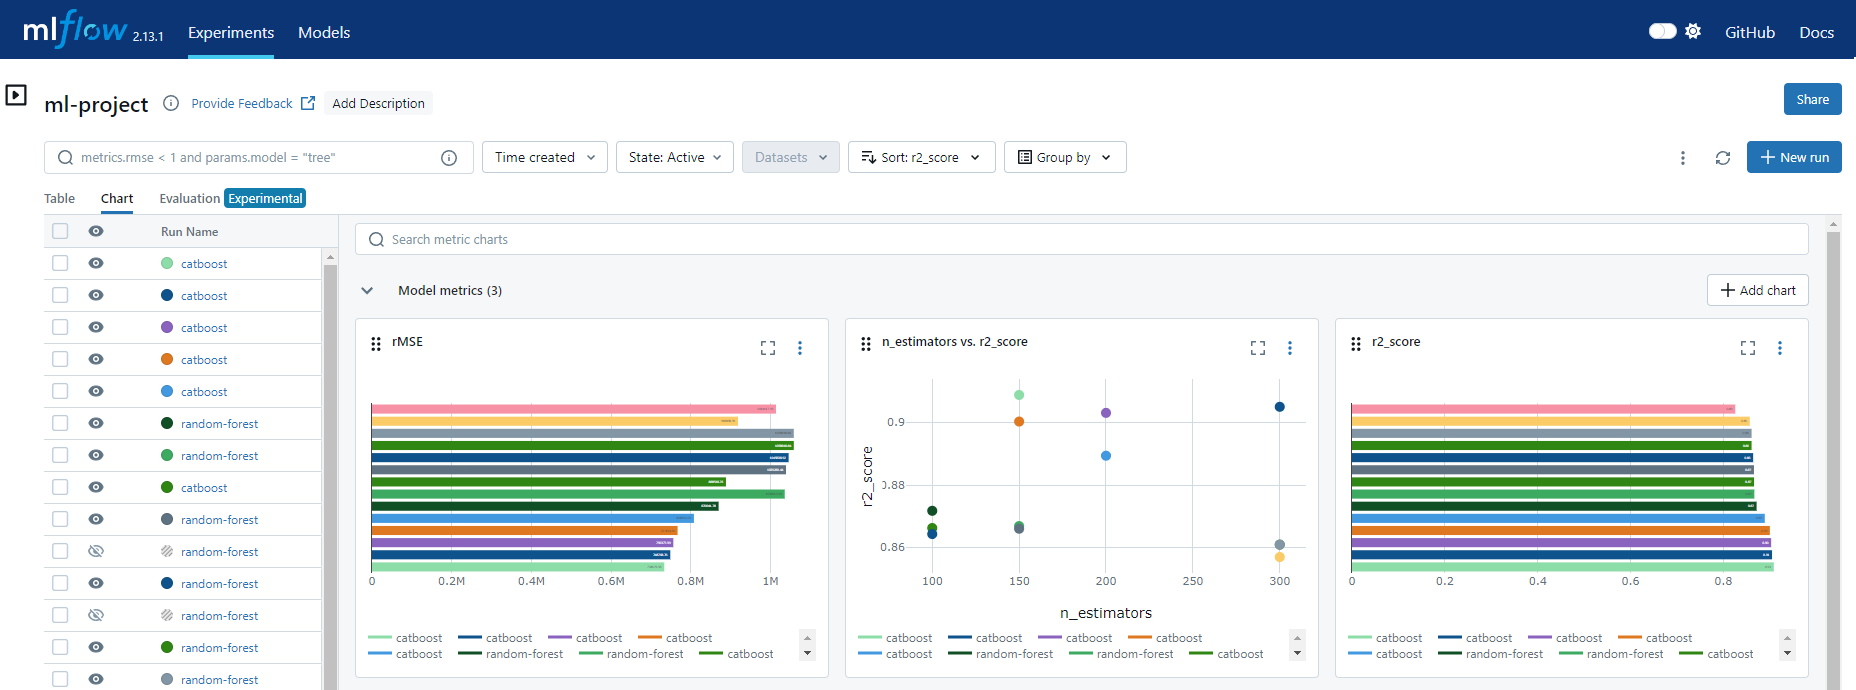 mlflow 2.13.1 Experiments Models GitHub Docs
ml-project Provide Feedback Add Description Share
metrics.rmse < 1 and params.model = "tree" Time created State: Active Datasets Sort: r2_score Group by New run
Table Chart Evaluation Experimental
Run Name
catboost
catboost
catboost
catboost
catboost
random-forest
random-forest
catboost
random-forest
random-forest
random-forest
random-forest
random-forest
random-forest
Search metric charts
Model metrics (3) Add chart
rMSE
0 0.2M 0.4M 0.6M 0.8M 1M
catboost catboost catboost catboost
catboost random-forest random-forest catboost
n_estimators vs. r2_score
r2_score
0.9
0.88
0.86
100 150 200 250 300
n_estimators
catboost catboost catboost catboost
catboost random-forest random-forest catboost
r2_score
0 0.2 0.4 0.6 0.8
catboost catboost catboost catboost
catboost random-forest random-forest catboost